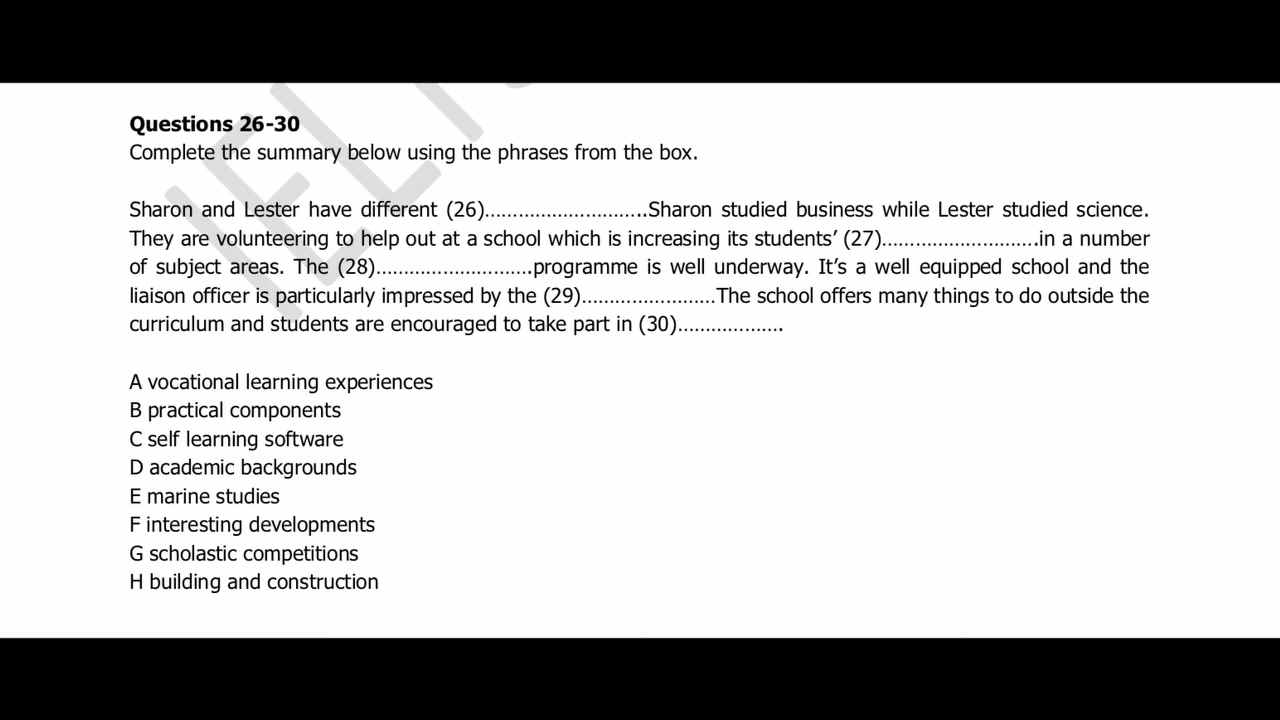 Questions 26-30
Complete the summary below using the phrases from the box.
Sharon and Lester have different (26)…………………………..Sharon studied business while Lester studied science.
They are volunteering to help out at a school which is increasing its students’ (27)……………………….in a number
of subject areas. The (28)……………………….programme is well underway. It’s a well equipped school and the
liaison officer is particularly impressed by the (29)……………………The school offers many things to do outside the
curriculum and students are encouraged to take part in (30)……………….
A vocational learning experiences
B practical components
C self learning software
D academic backgrounds
E marine studies
F interesting developments
G scholastic competitions
H building and construction